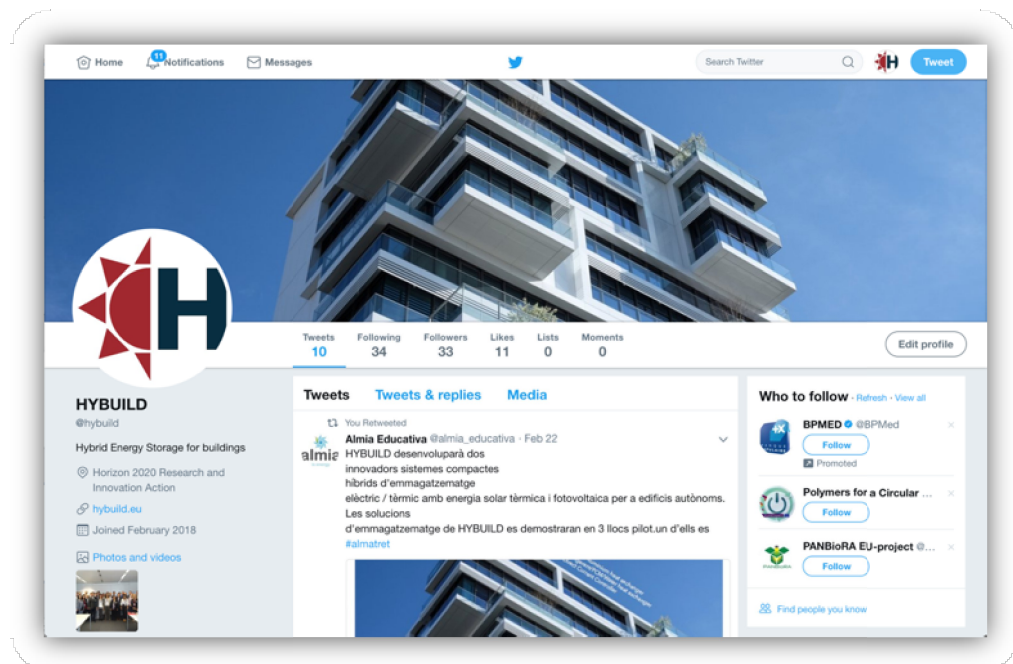 Home
11
Notifications
Messages
Search Twitter
H
Tweet
H
Tweets
10
Following
34
Followers
33
Likes
11
Lists
0
Moments
0
Edit profile
HYBUILD
@hybuild
Hybrid Energy Storage for buildings
Horizon 2020 Research and
Innovation Action
hybuild.eu
Joined February 2018
Photos and videos
Tweets Tweets & replies Media
You Retweeted
almia
Almia Educativa @almia_educativa · Feb 22
HYBUILD desenvoluparà dos
innovadors sistemes compactes
híbrids d'emmagatzematge
elèctric / tèrmic amb energia solar tèrmica i fotovoltaica per a edificis autònoms.
Les solucions
d'emmagatzematge de HYBUILD es demostraran en 3 llocs pilot.un d'ells es
#almatret
Who to follow · Refresh · View all
BPMED @BPMed
Follow
Promoted
Polymers for a Circular ...
Follow
PANBioRA EU-project @...
PANBioRA
Follow
Find people you know